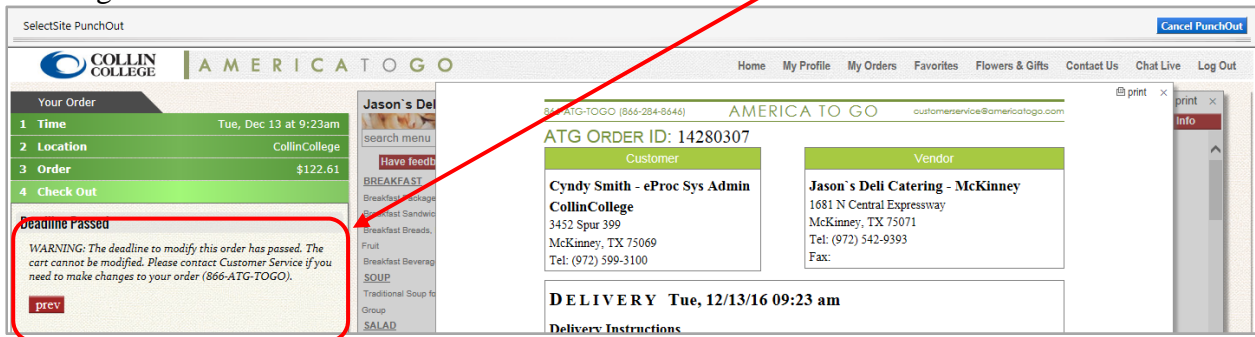 SelectSite PunchOut
Cancel PunchOut
COLLIN
COLLEGE
AMERICA TO GO
Home My Profile My Orders Favorites Flowers & Gifts Contact Us Chat Live Log Out
Your Order
1 Time Tue, Dec 13 at 9:23am
2 Location CollinCollege
3 Order $122.61
4 Check Out
Deadline Passed
WARNING: The deadline to modify this order has passed. The
cart cannot be modified. Please contact Customer Service if you
need to make changes to your order (866-ATG-TOGO).
prev
Jason`s Del
search menu
Have feedb
BREAKFAST
Breakfast Package
Breakfast Sandwic
Breakfast Breads,
Fruit
Breakfast Beverag
SOUP
Traditional Soup fo
Group
SALAD
print ×
866-ATG-TOGO (866-284-8646) AMERICA TO GO customerservice@americatogo.com
ATG ORDER ID: 14280307
Customer
Cyndy Smith - eProc Sys Admin
CollinCollege
3452 Spur 399
McKinney, TX 75069
Tel: (972) 599-3100
Vendor
Jason`s Deli Catering - McKinney
1681 N Central Expressway
McKinney, TX 75071
Tel: (972) 542-9393
Fax:
DELIVERY Tue, 12/13/16 09:23 am
Delivery Instructions
print ×
Info